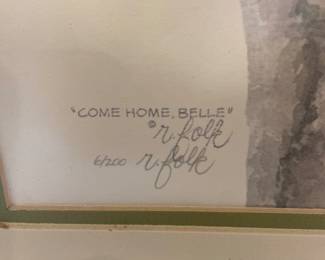 "COME HOME, BELLE"
© r. folk
6/200 r. folk